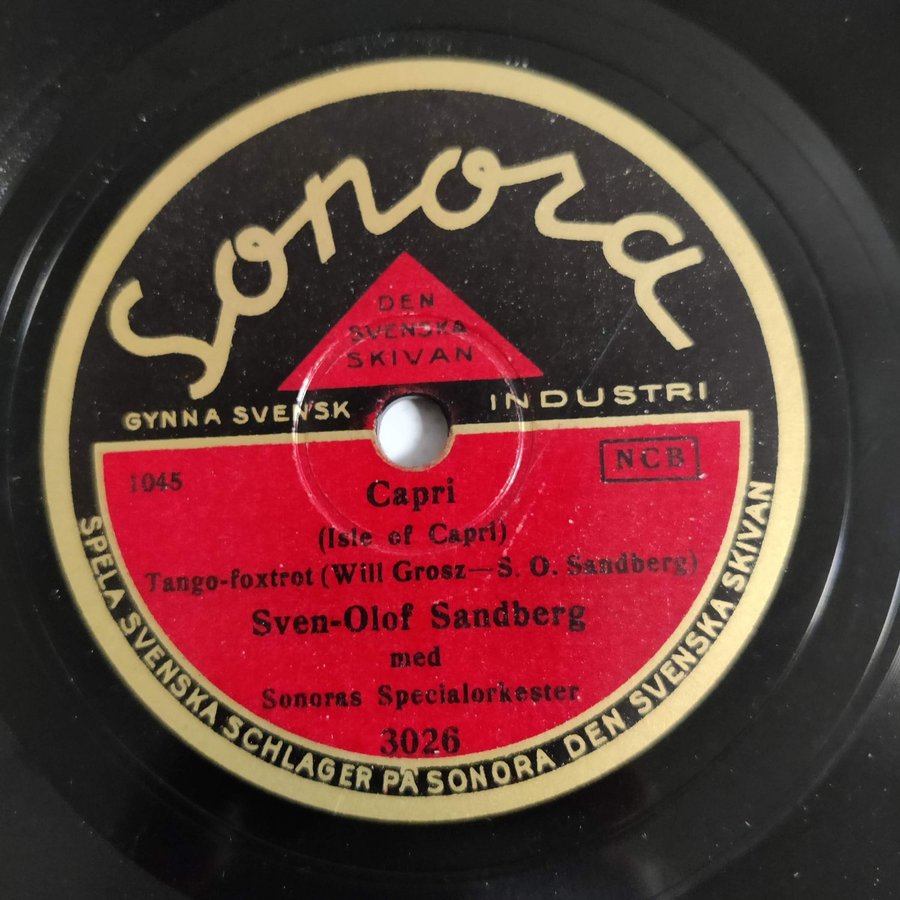 Sonora
DEN
SVENSKA
SKIVAN
GYNNA SVENSK INDUSTRI
1045
NCB
Capri
(Isle of Capri)
Tango-foxtrot (Will Grosz—S. O. Sandberg)
Sven-Olof Sandberg
med
Sonoras Specialorkester
3026
SPELA SVENSKA SCHLAGER PÅ SONORA DEN SVENSKA SKIVAN